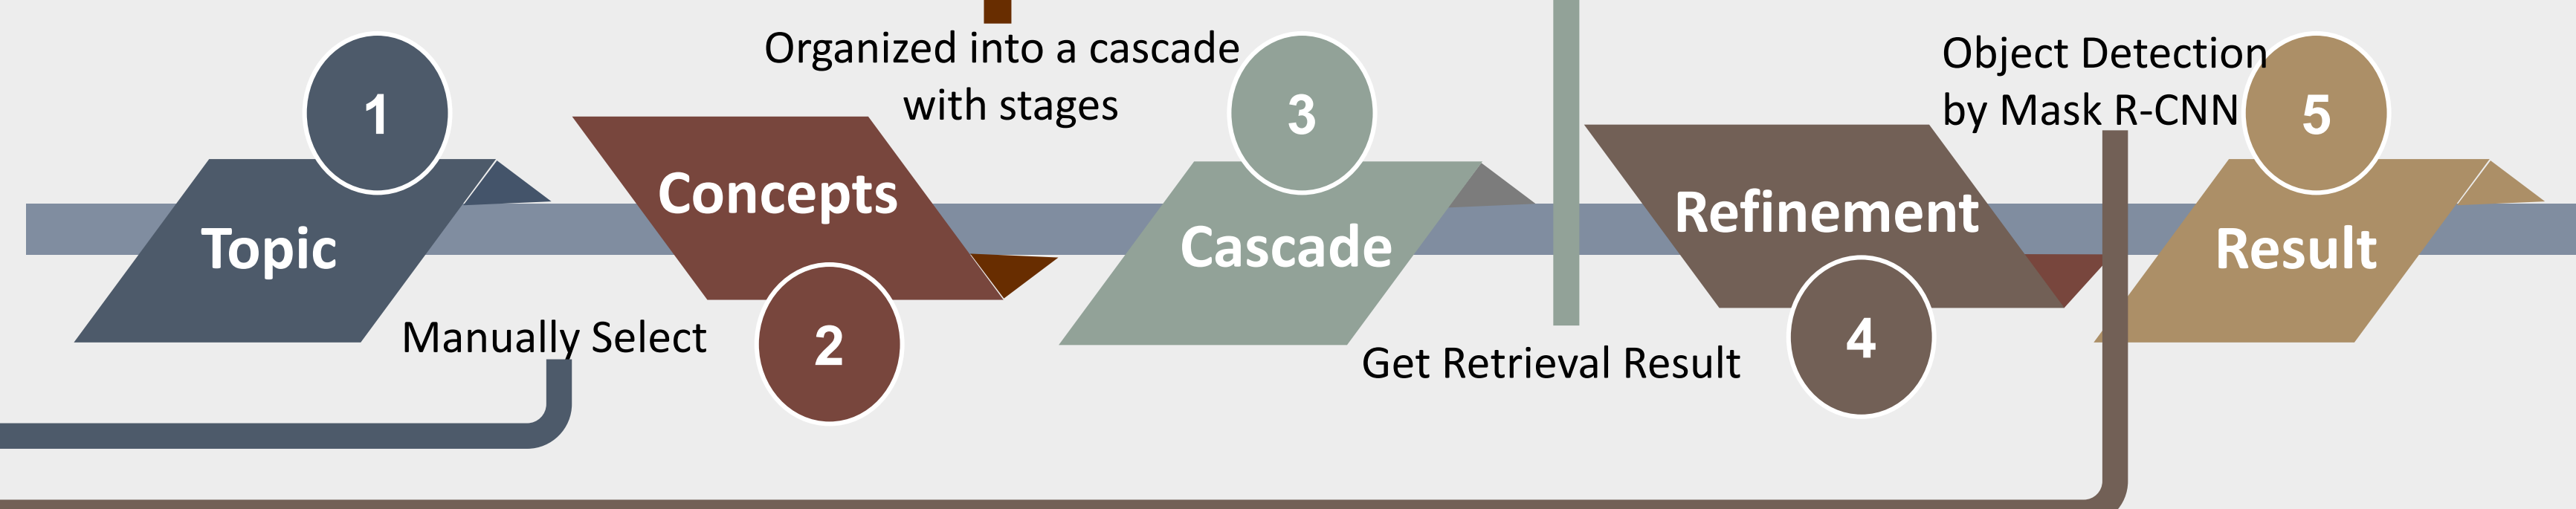 1
Topic
Manually Select
Concepts
2
Organized into a cascade
with stages
3
Cascade
Get Retrieval Result
Refinement
4
Object Detection
by Mask R-CNN
5
Result